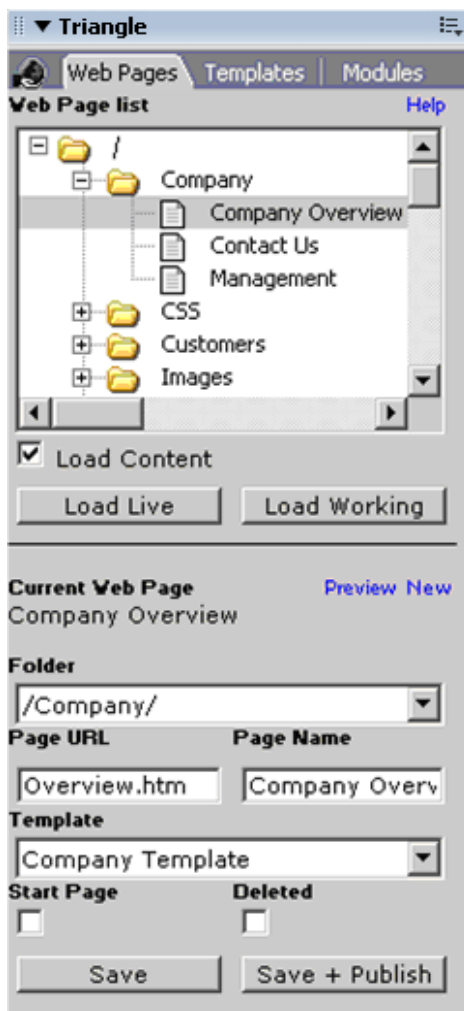 Triangle
Web Pages Templates Modules
Web Page list Help
/
Company
Company Overview
Contact Us
Management
CSS
Customers
Images
Load Content
Load Live Load Working
Current Web Page Preview New
Company Overview
Folder
/Company/
Page URL Page Name
Overview.htm Company Overv
Template
Company Template
Start Page Deleted
Save Save + Publish